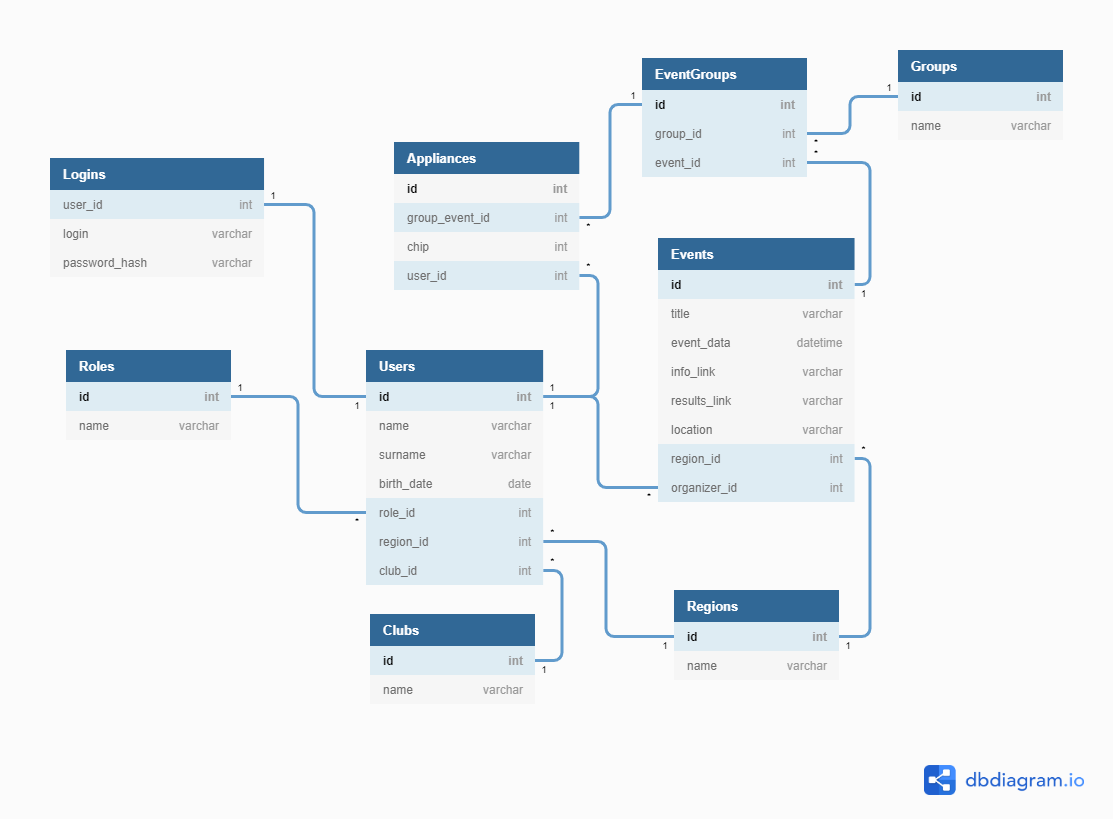 Logins
user_id int
login varchar
password_hash varchar
1
Roles
id int
name varchar
1
Appliances
id int
group_event_id int
chip int
user_id int
*
*
Users
id int
name varchar
surname varchar
birth_date date
role_id int
region_id int
club_id int
1
*
1
1
*
*
Clubs
id int
name varchar
1
EventGroups
id int
group_id int
event_id int
1
*
*
Groups
id int
name varchar
1
Events
id int
title varchar
event_data datetime
info_link varchar
results_link varchar
location varchar
region_id int
organizer_id int
1
*
*
Regions
id int
name varchar
1
1
dbdiagram.io